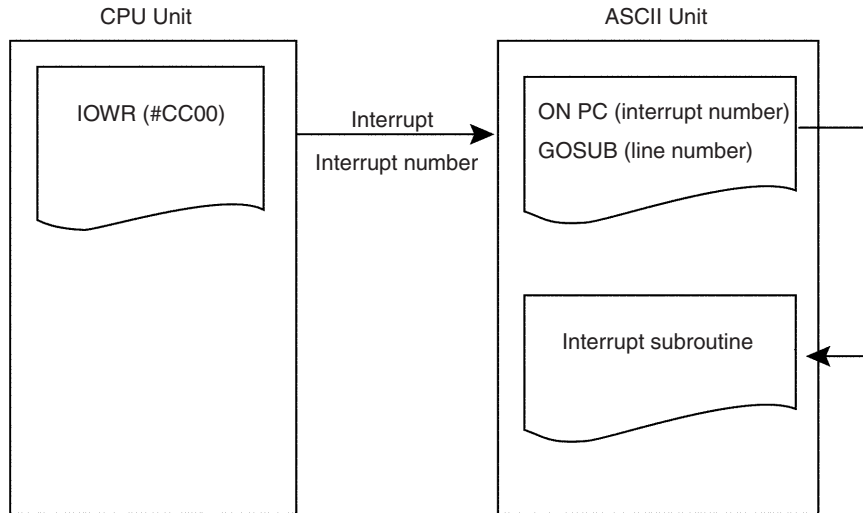 CPU Unit
ASCII Unit
IOWR (#CC00)
Interrupt
Interrupt number
ON PC (interrupt number)
GOSUB (line number)
Interrupt subroutine